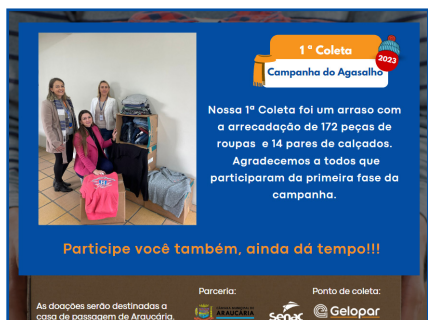 1ª Coleta
2023
Campanha do Agasalho
Nossa 1ª Coleta foi um arraso com
a arrecadação de 172 peças de
roupas e 14 pares de calçados.
Agradecemos a todos que
participaram da primeira fase da
campanha.
Participe você também, ainda dá tempo!!!
As doações serão destinadas a
casa de passagem de Araucária.
Parceria:
ARAUCÁRIA
Senac
Ponto de coleta:
Gelopar